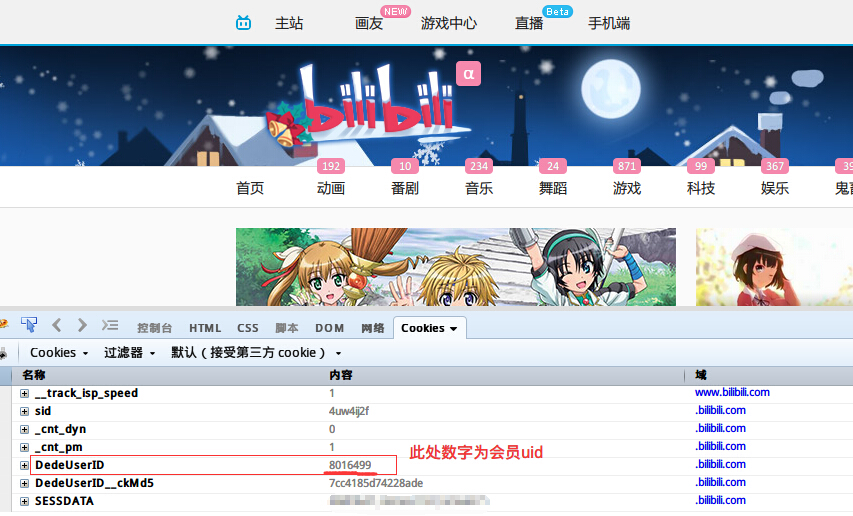 主站 画友 NEW 游戏中心 直播 Beta 手机端
bilibili α
192 10 234 24 871 99 367
首页 动画 番剧 音乐 舞蹈 游戏 科技 娱乐
控制台 HTML CSS 脚本 DOM 网络 Cookies
Cookies 过滤器 默认（接受第三方 cookie）
名称 内容 域
__track_isp_speed 1 www.bilibili.com
sid 4uw4ij2f .bilibili.com
_cnt_dyn 0 .bilibili.com
_cnt_pm 1 .bilibili.com
DedeUserID 8016499 此处数字为会员uid .bilibili.com
DedeUserID__ckMd5 7cc4185d74228ade .bilibili.com
SESSDATA .bilibili.com